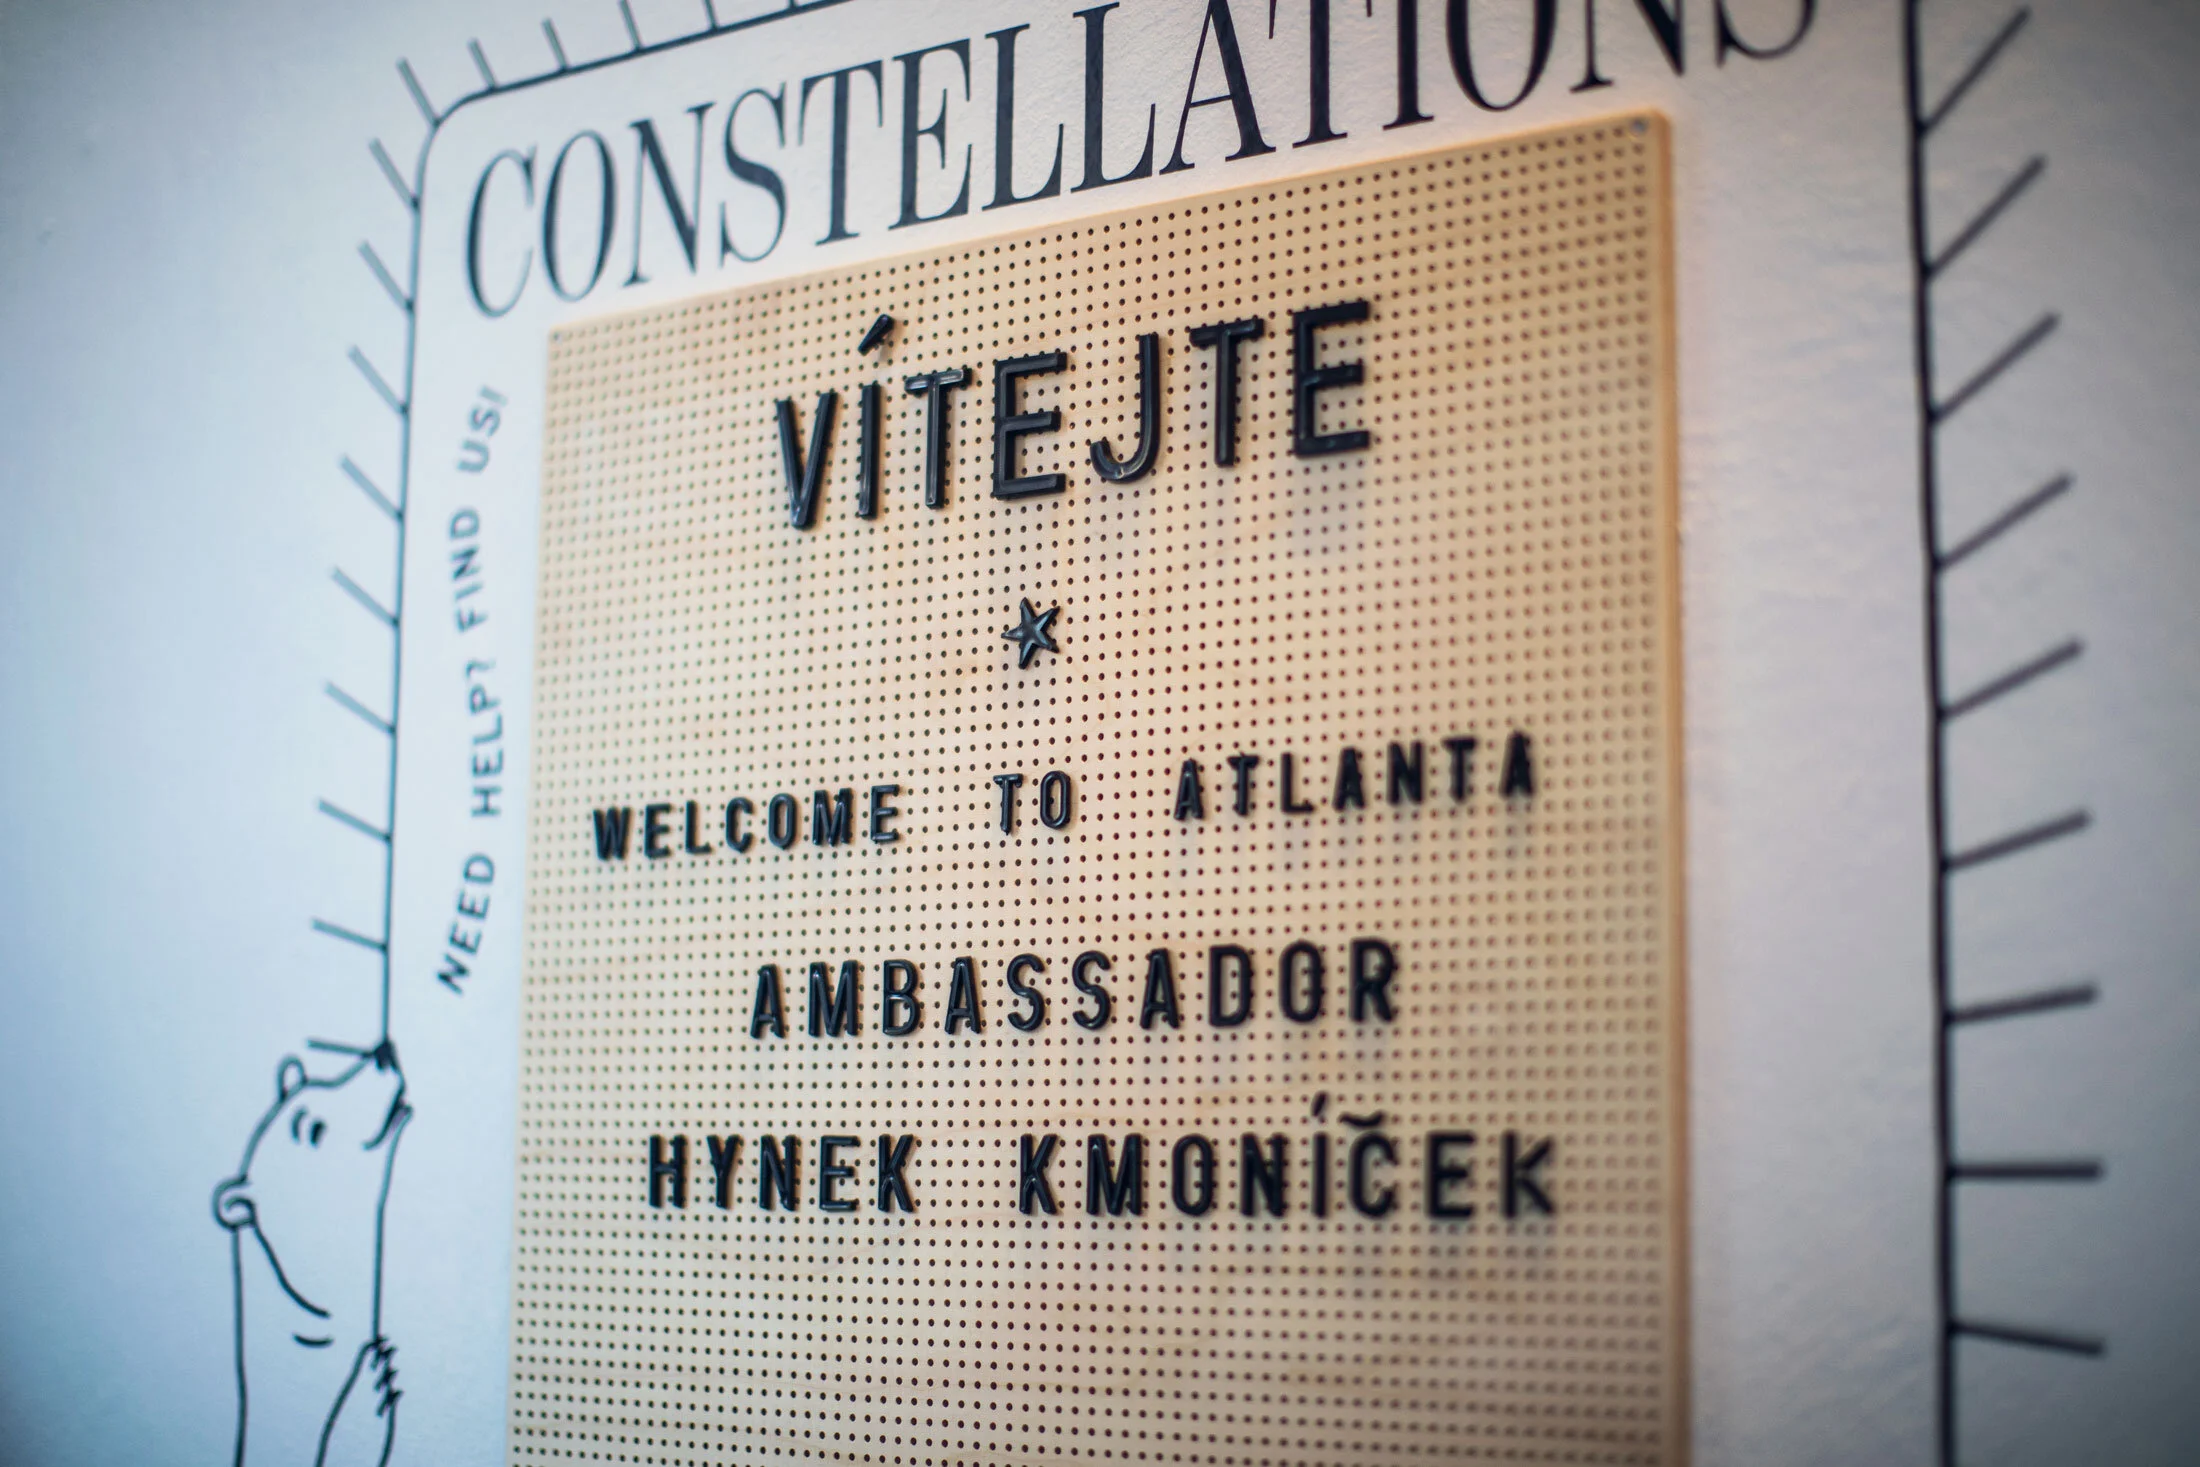 CONSTELLATIONS
NEED HELP? FIND US!
VÍTEJTE
WELCOME TO ATLANTA
AMBASSADOR
HYNEK KMONÍČEK